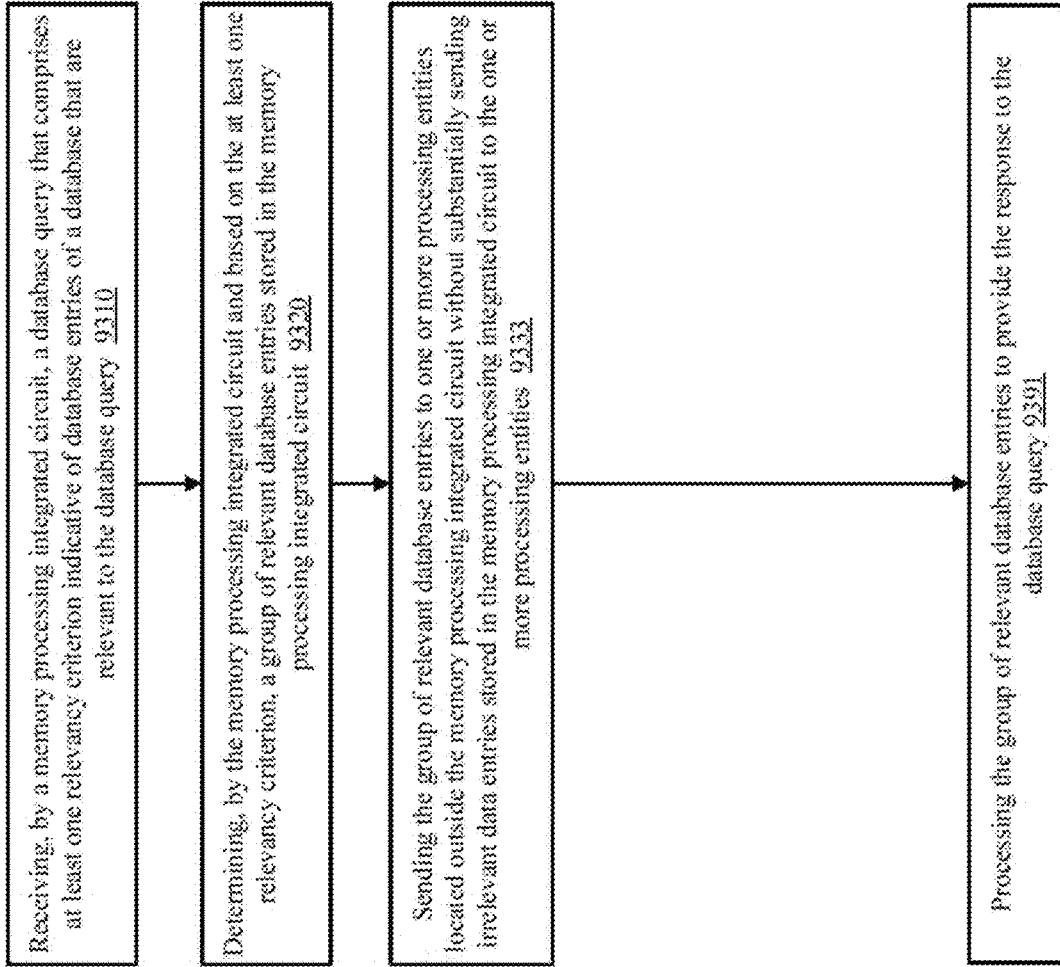 Receiving, by a memory processing integrated circuit, a database query that comprises
at least one relevancy criterion indicative of database entries of a database that are
relevant to the database query 9310
Determining, by the memory processing integrated circuit and based on the at least one
relevancy criterion, a group of relevant database entries stored in the memory
processing integrated circuit 9320
Sending the group of relevant database entries to one or more processing entities
located outside the memory processing integrated circuit without substantially sending
irrelevant data entries stored in the memory processing integrated circuit to the one or
more processing entities 9333
Processing the group of relevant database entries to provide the response to the
database query 9391